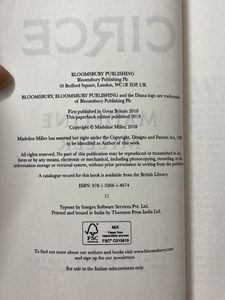 CIRCE
BLOOMSBURY PUBLISHING
Bloomsbury Publishing Plc
50 Bedford Square, London, WC1B 3DP, UK
BLOOMSBURY, BLOOMSBURY PUBLISHING and the Diana logo are trademarks
of Bloomsbury Publishing Plc
First published in Great Britain 2018
This paperback edition published 2019
Copyright © Madeline Miller, 2018
Madeline Miller has asserted her right under the Copyright, Designs and Patents Act, 1988,
to be identified as Author of this work
All rights reserved. No part of this publication may be reproduced or transmitted in any form
or by any means, electronic or mechanical, including photocopying, recording, or any
information storage or retrieval system, without prior permission in writing from the publishers
A catalogue record for this book is available from the British Library.
ISBN: 978-1-5266-1-4674
11
Typeset by Integra Software Services Pvt. Ltd.
Printed and bound in India by Thomson Press India Ltd.
FSC
MIX
Paper from
responsible sources
FSC® C010615
To find out more about our authors and books visit www.bloomsbury.com
and sign up for our newsletters
For sale in the Indian subcontinent only